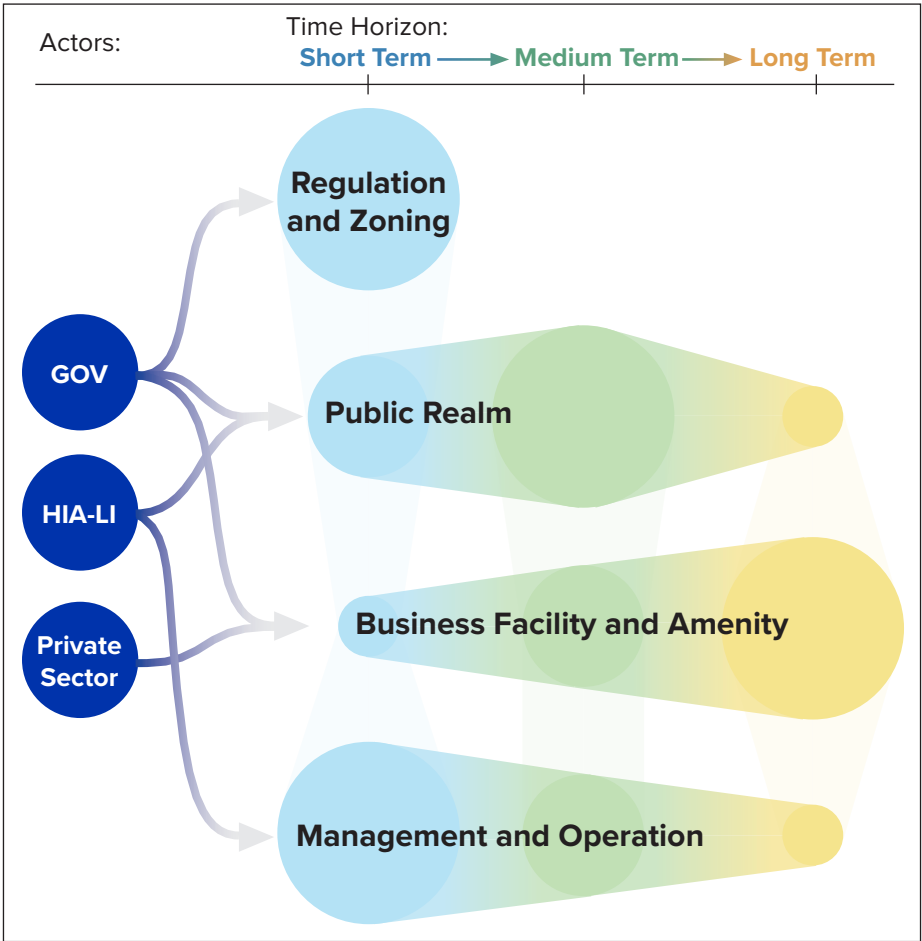 Actors:
Time Horizon:
Short Term
Medium Term
Long Term
Regulation
and Zoning
GOV
Public Realm
HIA-LI
Business Facility and Amenity
Private
Sector
Management and Operation